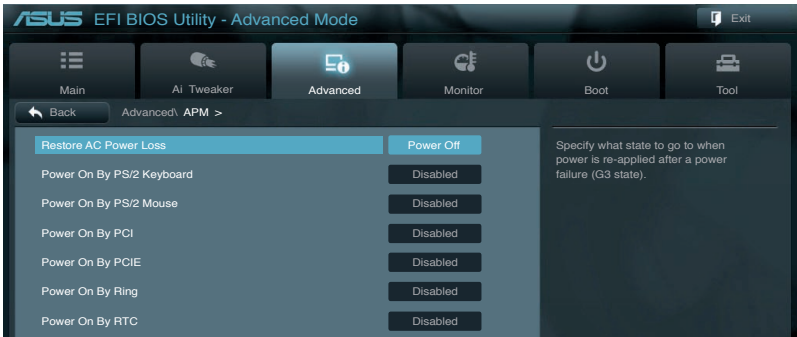 ASUS EFI BIOS Utility - Advanced Mode
Exit
Main
Ai Tweaker
Advanced
Monitor
Boot
Tool
Back
Advanced\ APM >
Restore AC Power Loss Power Off
Power On By PS/2 Keyboard Disabled
Power On By PS/2 Mouse Disabled
Power On By PCI Disabled
Power On By PCIE Disabled
Power On By Ring Disabled
Power On By RTC Disabled
Specify what state to go to when
power is re-applied after a power
failure (G3 state).